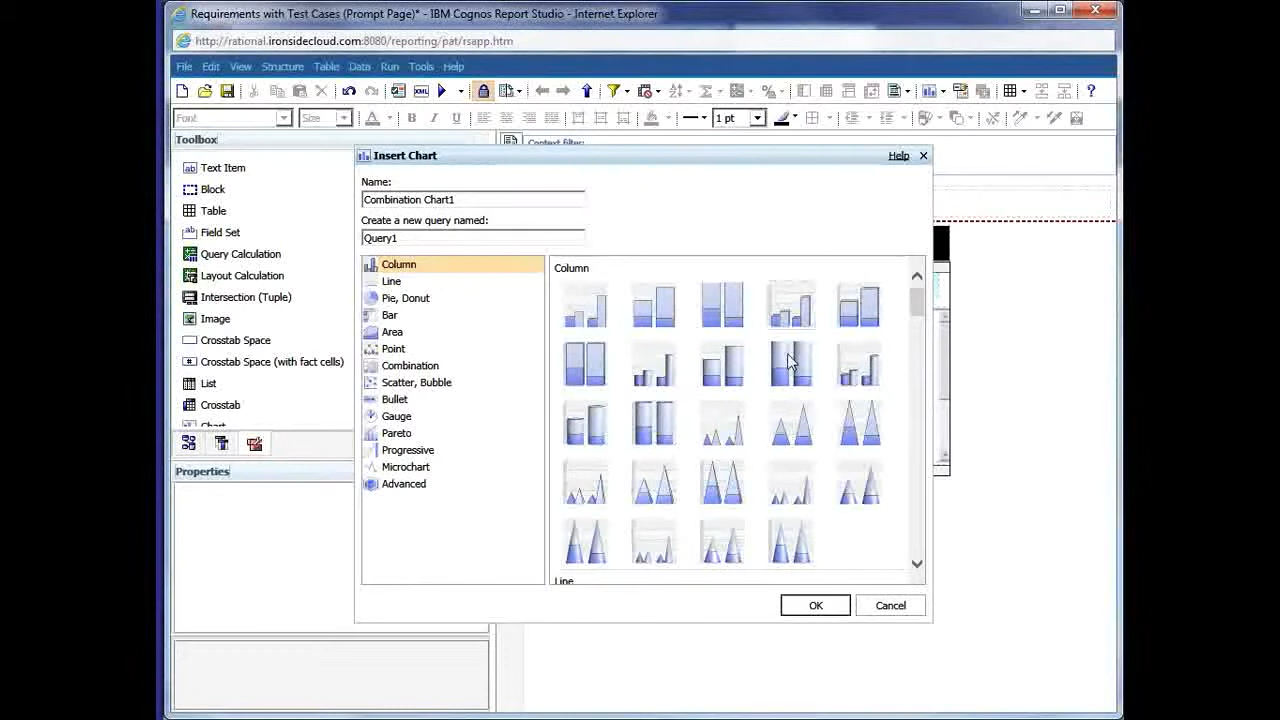 Requirements with Test Cases (Prompt Page)* - IBM Cognos Report Studio - Internet Explorer
http://rational.ironsidecloud.com:8080/reporting/pat/rsapp.htm
File Edit View Structure Table Data Run Tools Help
Font Size B I U 1 pt
Toolbox
Context filter:
Text Item
Block
Table
Field Set
Query Calculation
Layout Calculation
Intersection (Tuple)
Image
Crosstab Space
Crosstab Space (with fact cells)
List
Crosstab
Chart
Properties
Insert Chart Help
Name:
Combination Chart1
Create a new query named:
Query1
Column
Line
Pie, Donut
Bar
Area
Point
Combination
Scatter, Bubble
Bullet
Gauge
Pareto
Progressive
Microchart
Advanced
Column
Line
OK Cancel